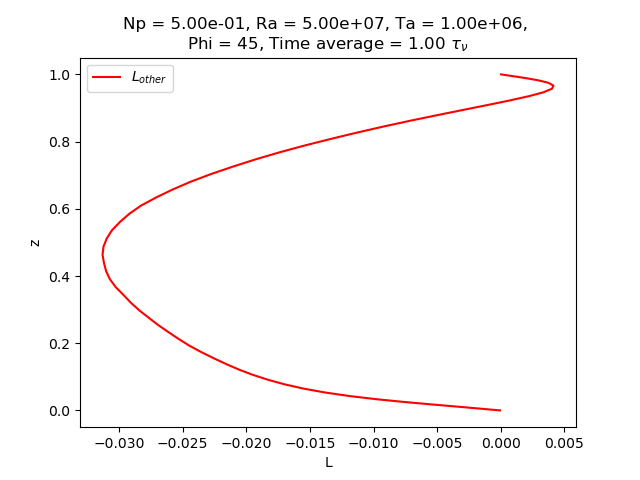 Np = 5.00e-01, Ra = 5.00e+07, Ta = 1.00e+06,
Phi = 45, Time average = 1.00 τ_ν
L_other
1.0
0.8
0.6
0.4
0.2
0.0
z
−0.030 −0.025 −0.020 −0.015 −0.010 −0.005 0.000 0.005
L